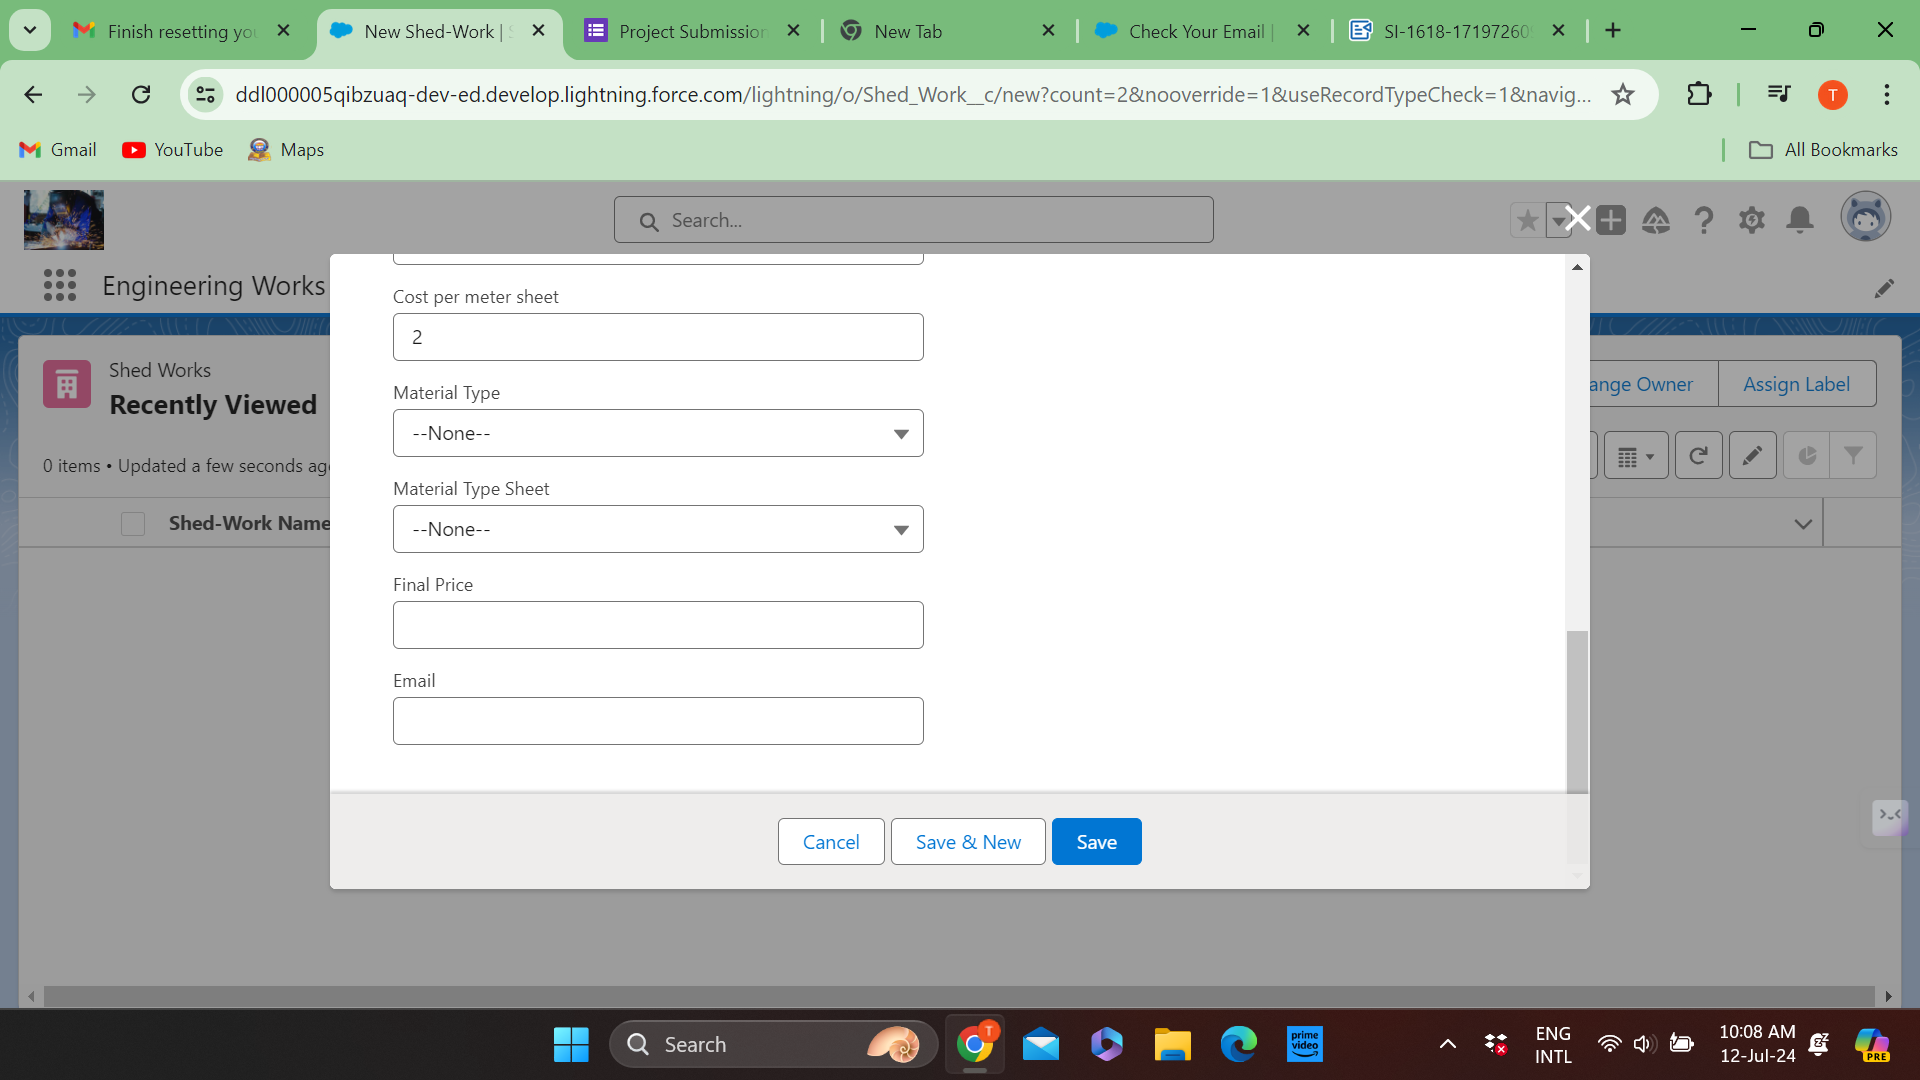 Finish resetting yo
New Shed-Work |
Project Submission
New Tab
Check Your Email |
SI-1618-17197260
ddl000005qibzuaq-dev-ed.develop.lightning.force.com/lightning/o/Shed_Work__c/new?count=2&nooverride=1&useRecordTypeCheck=1&navig...
T
Gmail
YouTube
Maps
All Bookmarks
Search...
Engineering Works
Shed Works
Recently Viewed
ange Owner
Assign Label
0 items • Updated a few seconds ag
Shed-Work Name
Cost per meter sheet
2
Material Type
--None--
Material Type Sheet
--None--
Final Price
Email
Cancel
Save & New
Save
Search
T
prime
video
ENG
INTL
10:08 AM
12-Jul-24
PRE